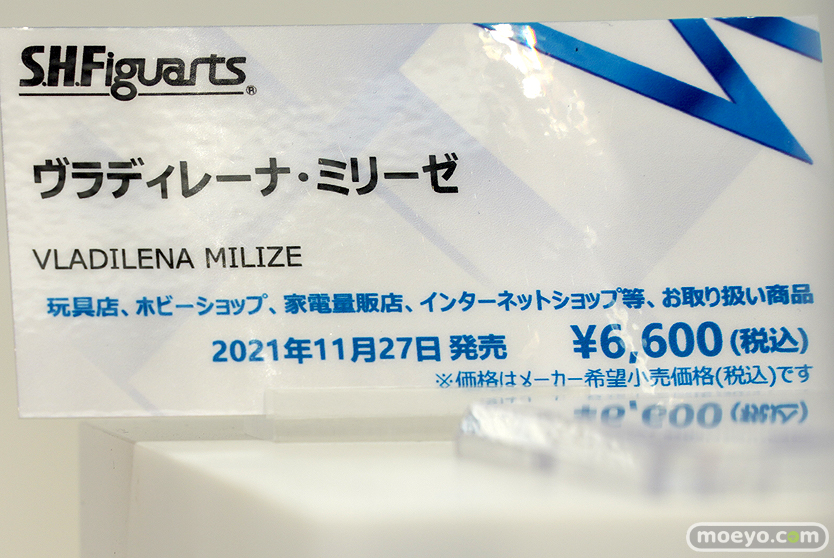 S.H.Figuarts®
ヴラディレーナ・ミリーゼ
VLADILENA MILIZE
玩具店、ホビーショップ、家電量販店、インターネットショップ等、お取り扱い商品
2021年11月27日 発売 ¥6,600(税込)
※価格はメーカー希望小売価格(税込)です
moeyo.com